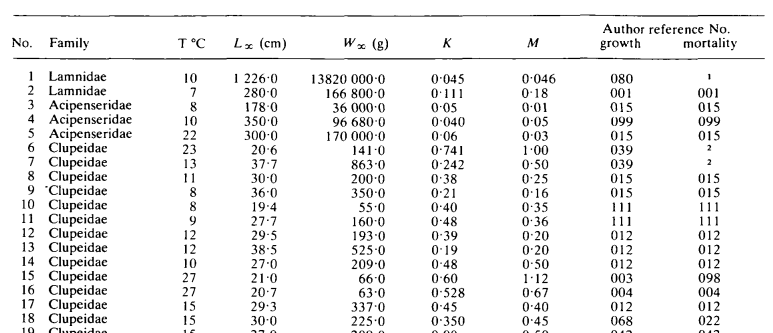 Author reference No.
No. Family T °C L∞ (cm) W∞ (g) K M growth mortality
1 Lamnidae 10 1 226·0 13820 000·0 0·045 0·046 080 ¹
2 Lamnidae 7 280·0 166 800·0 0·111 0·18 001 001
3 Acipenseridae 8 178·0 36 000·0 0·05 0·01 015 015
4 Acipenseridae 10 350·0 96 680·0 0·040 0·05 099 099
5 Acipenseridae 22 300·0 170 000·0 0·06 0·03 015 015
6 Clupeidae 23 20·6 141·0 0·741 1·00 039 ²
7 Clupeidae 13 37·7 863·0 0·242 0·50 039 ²
8 Clupeidae 11 30·0 200·0 0·38 0·25 015 015
9 Clupeidae 8 36·0 350·0 0·21 0·16 015 015
10 Clupeidae 8 19·4 55·0 0·40 0·35 111 111
11 Clupeidae 9 27·7 160·0 0·48 0·36 111 111
12 Clupeidae 12 29·5 193·0 0·39 0·20 012 012
13 Clupeidae 12 38·5 525·0 0·19 0·20 012 012
14 Clupeidae 10 27·0 209·0 0·48 0·50 012 012
15 Clupeidae 27 21·0 66·0 0·60 1·12 003 098
16 Clupeidae 27 20·7 63·0 0·528 0·67 004 004
17 Clupeidae 15 29·3 337·0 0·45 0·40 012 012
18 Clupeidae 15 30·0 225·0 0·350 0·45 068 022
19 Clupeidae 15